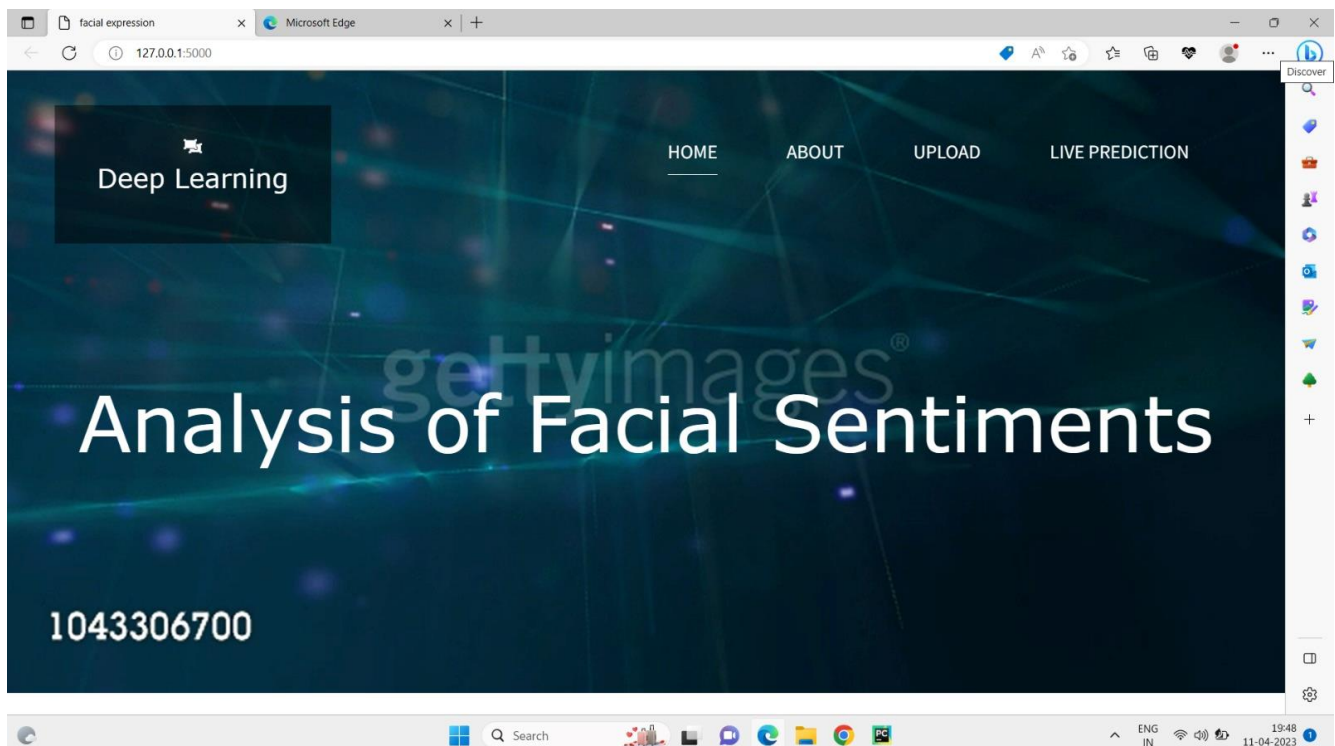 facial expression
Microsoft Edge
127.0.0.1:5000
Discover
Deep Learning
HOME ABOUT UPLOAD LIVE PREDICTION
gettyimages®
Analysis of Facial Sentiments
1043306700
Search
ENG
IN
19:48
11-04-2023
1